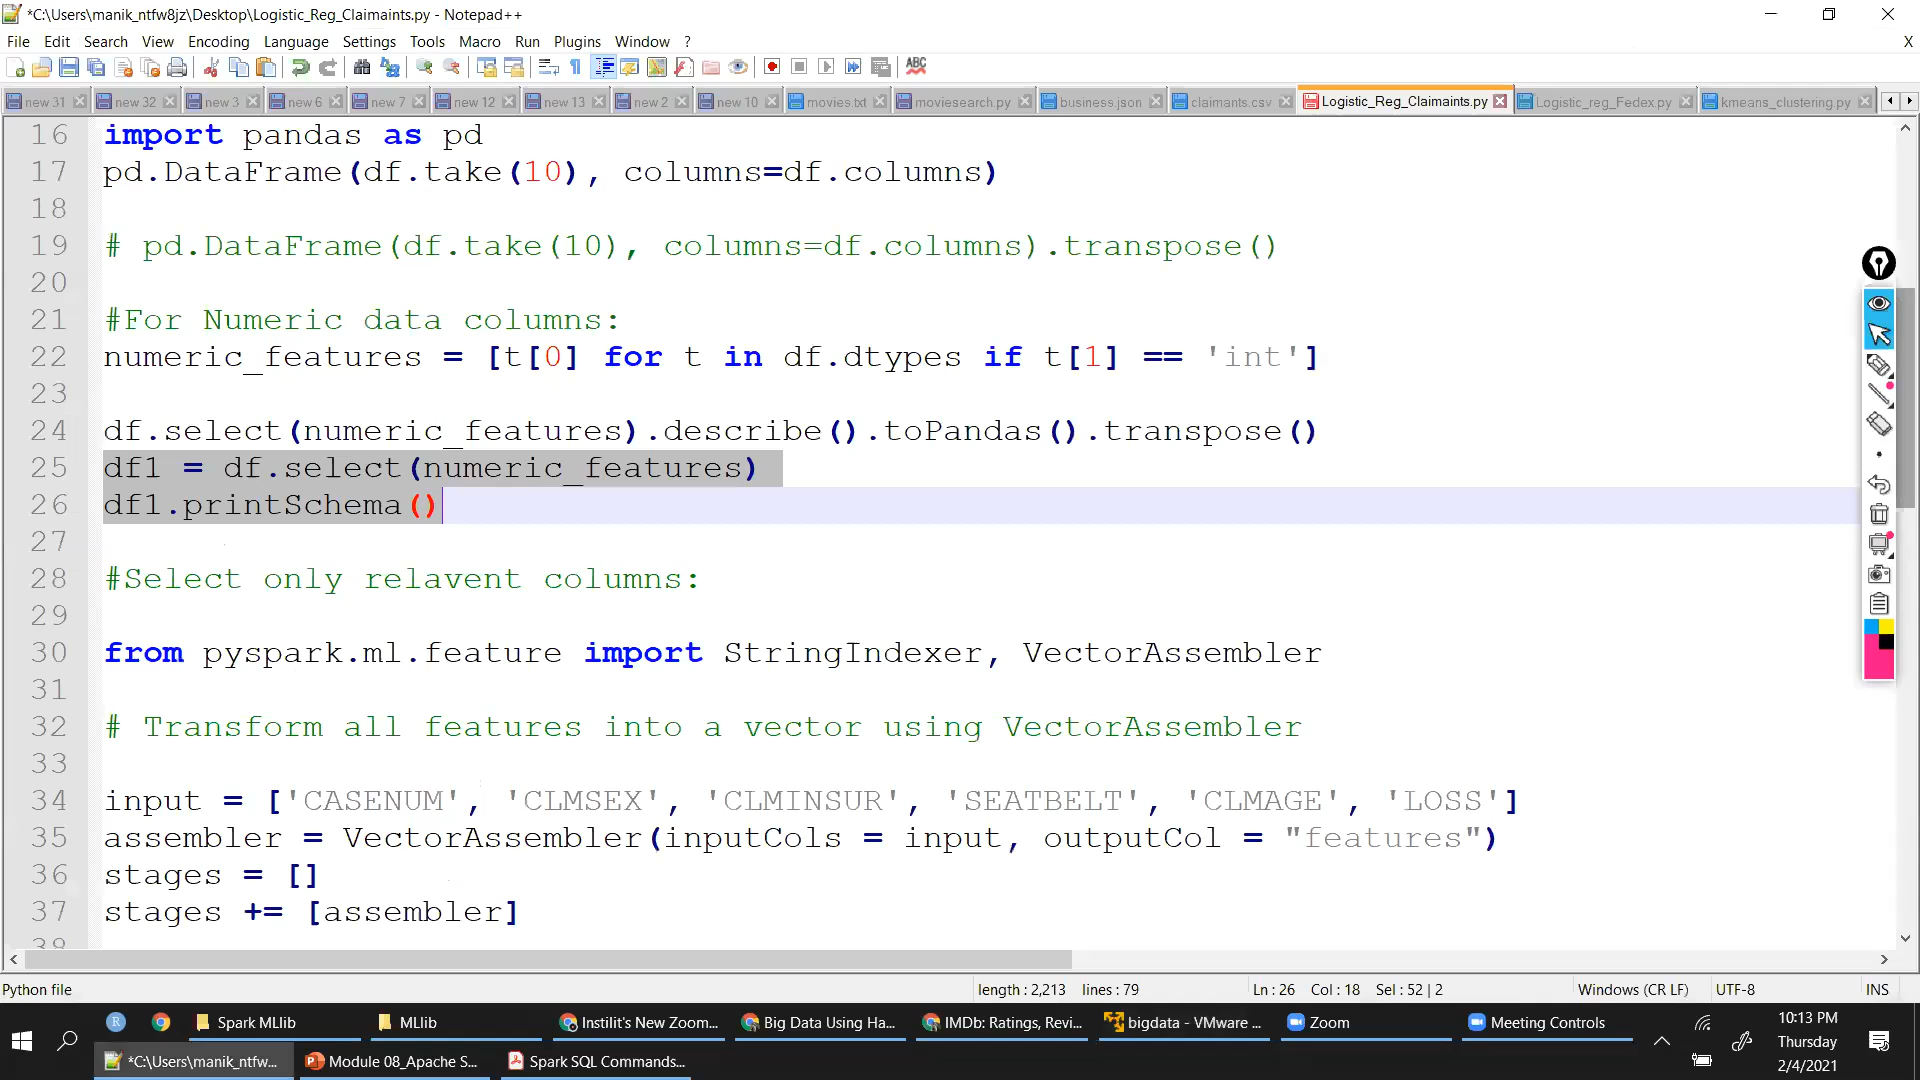 *C:\Users\manik_ntfw8jz\Desktop\Logistic_Reg_Claimaints.py - Notepad++
File Edit Search View Encoding Language Settings Tools Macro Run Plugins Window ? X
ABC
new 31 new 32 new 3 new 6 new 7 new 12 new 13 new 2 new 10 movies.txt moviesearch.py business.json claimants.csv Logistic_Reg_Claimaints.py Logistic_reg_Fedex.py kmeans_clustering.py
16 import pandas as pd
17 pd.DataFrame(df.take(10), columns=df.columns)
18
19 # pd.DataFrame(df.take(10), columns=df.columns).transpose()
20
21 #For Numeric data columns:
22 numeric_features = [t[0] for t in df.dtypes if t[1] == 'int']
23
24 df.select(numeric_features).describe().toPandas().transpose()
25 df1 = df.select(numeric_features)
26 df1.printSchema()
27
28 #Select only relavent columns:
29
30 from pyspark.ml.feature import StringIndexer, VectorAssembler
31
32 # Transform all features into a vector using VectorAssembler
33
34 input = ['CASENUM', 'CLMSEX', 'CLMINSUR', 'SEATBELT', 'CLMAGE', 'LOSS']
35 assembler = VectorAssembler(inputCols = input, outputCol = "features")
36 stages = []
37 stages += [assembler]
38
Python file length : 2,213 lines : 79 Ln : 26 Col : 18 Sel : 52 | 2 Windows (CR LF) UTF-8 INS
R Spark MLlib MLlib Instilit's New Zoom... Big Data Using Ha... IMDb: Ratings, Revi... bigdata - VMware ... Zoom Meeting Controls
*C:\Users\manik_ntfw... Module 08_Apache S... Spark SQL Commands...
10:13 PM
Thursday
2/4/2021